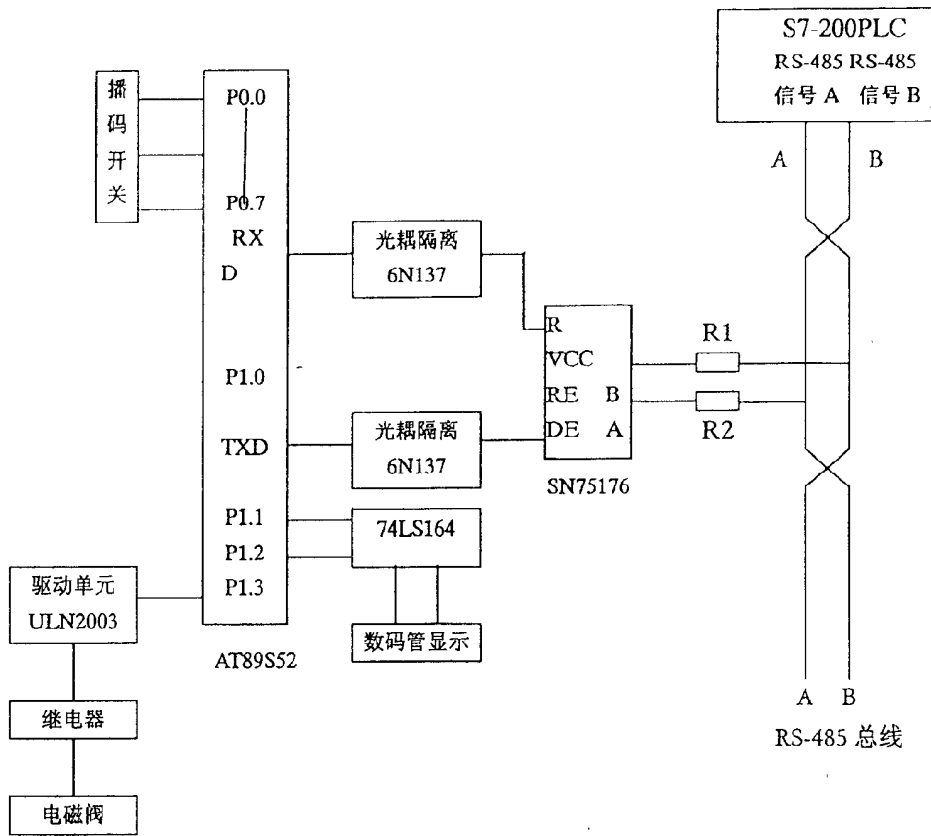 S7-200PLC
RS-485 RS-485
信号 A 信号 B
A B
播
码
开
关
P0.0
P0.7
RX
D
P1.0
TXD
P1.1
P1.2
P1.3
AT89S52
光耦隔离
6N137
光耦隔离
6N137
R
VCC
RE B
DE A
SN75176
R1
R2
74LS164
数码管显示
驱动单元
ULN2003
继电器
电磁阀
A B
RS-485 总线